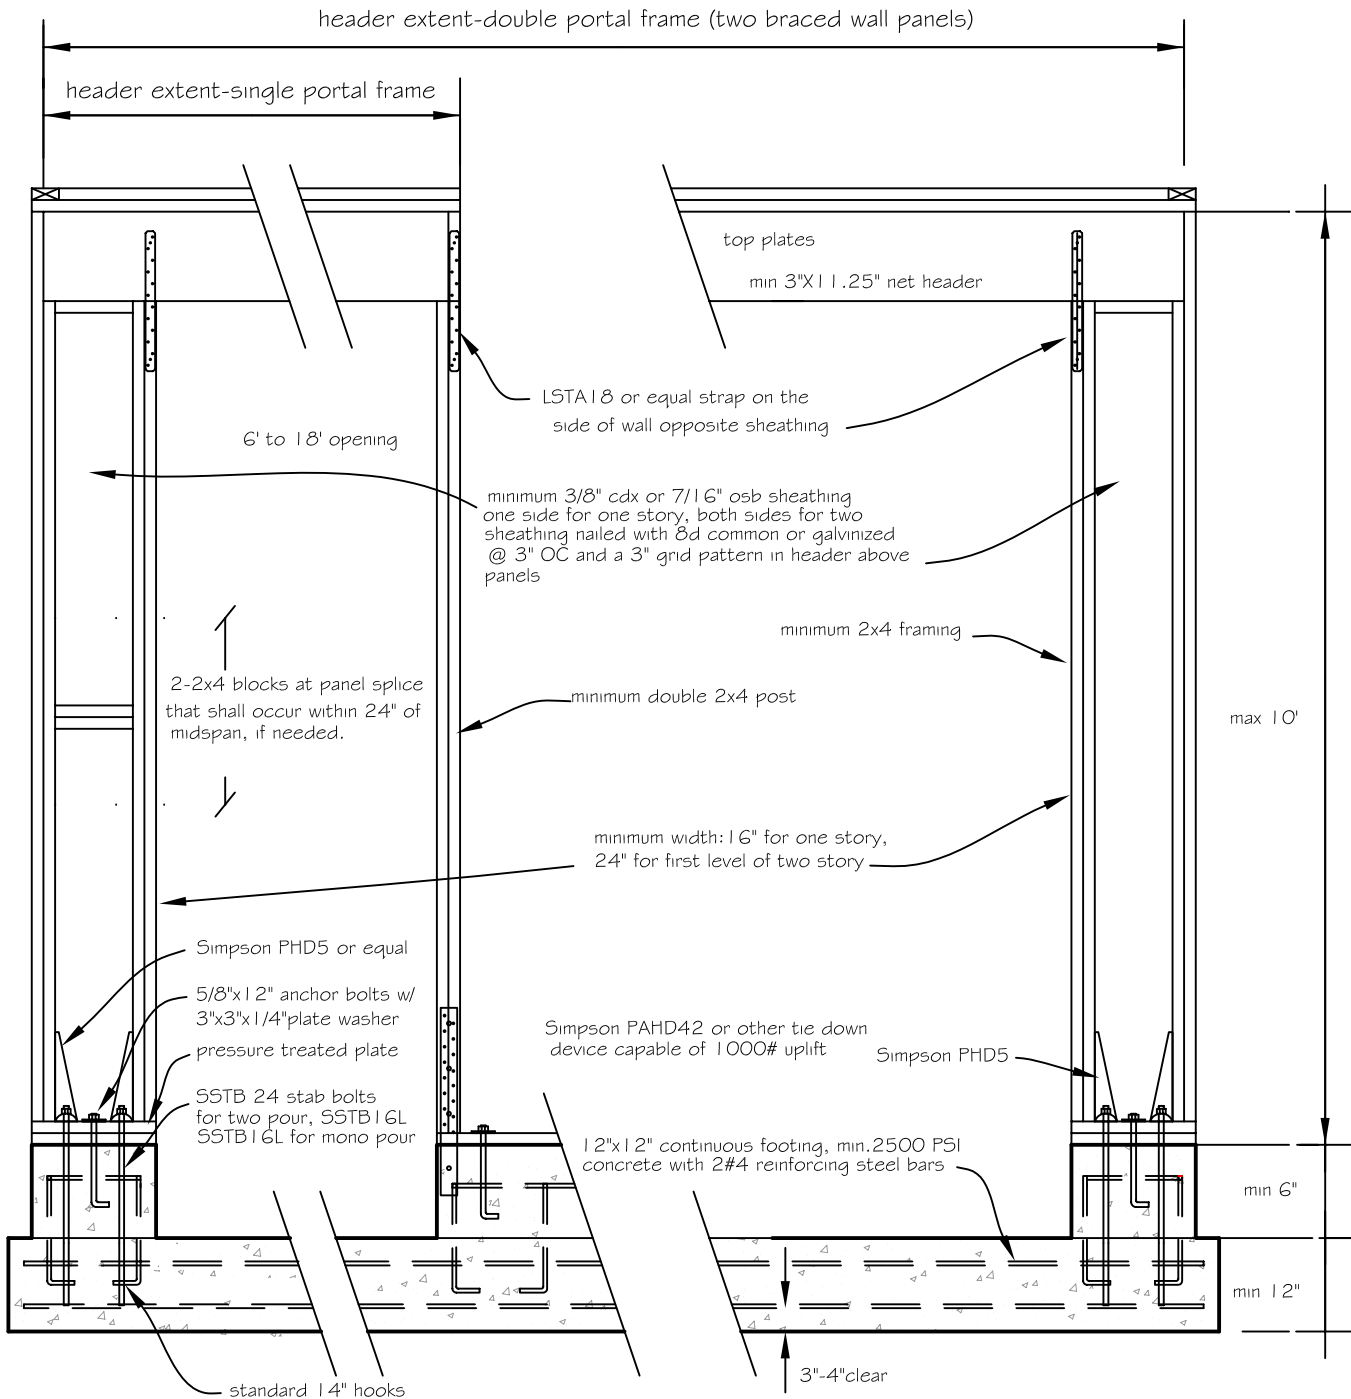 header extent-double portal frame (two braced wall panels)
header extent-single portal frame
top plates
min 3"X11.25" net header
LSTA18 or equal strap on the
side of wall opposite sheathing
6' to 18' opening
minimum 3/8" cdx or 7/16" osb sheathing
one side for one story, both sides for two
sheathing nailed with 8d common or galvinized
@ 3" OC and a 3" grid pattern in header above
panels
minimum 2x4 framing
2-2x4 blocks at panel splice
that shall occur within 24" of
midspan, if needed.
minimum double 2x4 post
max 10'
minimum width: 16" for one story,
24" for first level of two story
Simpson PHD5 or equal
5/8"x12" anchor bolts w/
3"x3"x1/4"plate washer
pressure treated plate
SSTB 24 stab bolts
for two pour, SSTB16L
SSTB16L for mono pour
Simpson PAHD42 or other tie down
device capable of 1000# uplift
Simpson PHD5
12"x12" continuous footing, min.2500 PSI
concrete with 2#4 reinforcing steel bars
min 6"
min 12"
3"-4"clear
standard 14" hooks